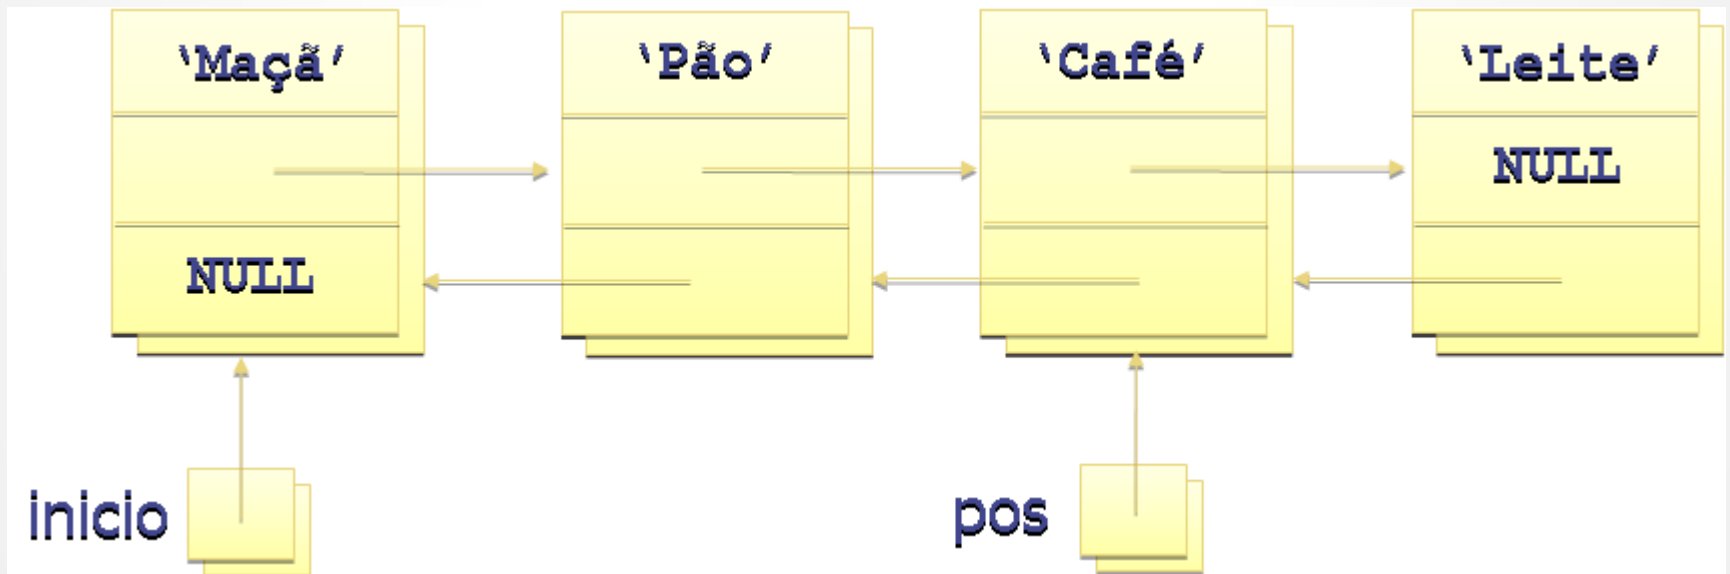 ‘Maçã’ ‘Pão’ ‘Café’ ‘Leite’
NULL
NULL
inicio pos